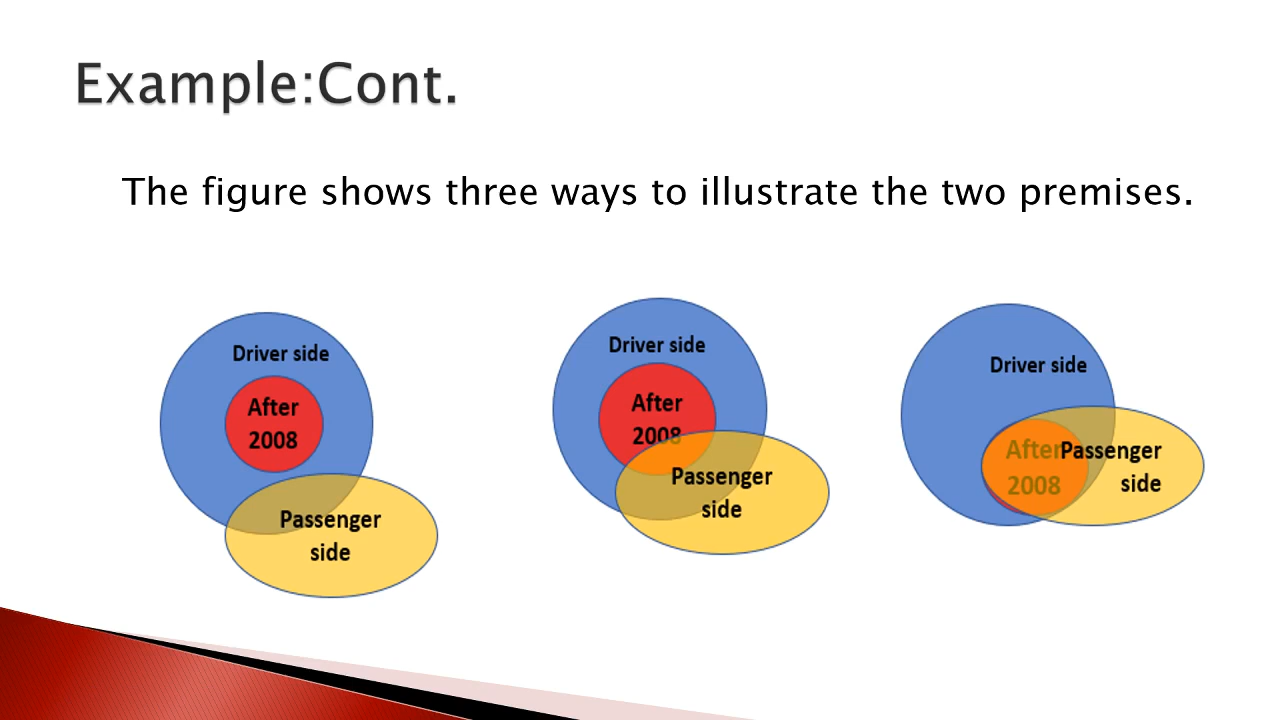 Example:Cont.
The figure shows three ways to illustrate the two premises.
Driver side
After
2008
Passenger
side
Driver side
After
2008
Passenger
side
Driver side
After
2008
Passenger
side